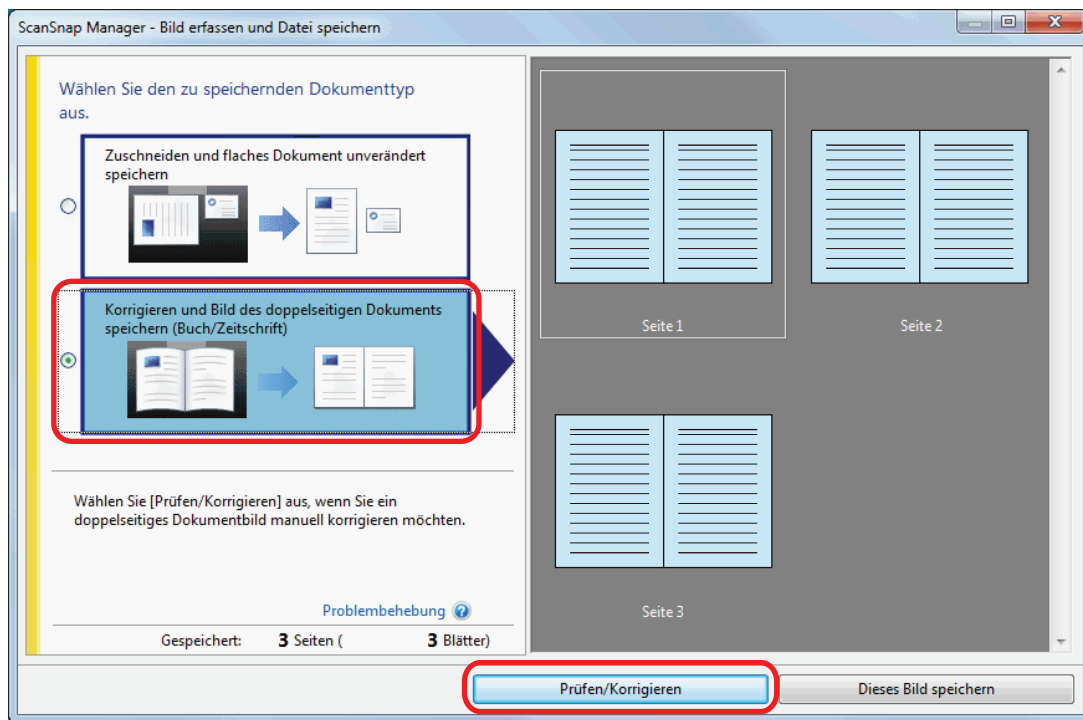 ScanSnap Manager - Bild erfassen und Datei speichern
Wählen Sie den zu speichernden Dokumenttyp
aus.
Zuschneiden und flaches Dokument unverändert
speichern
Korrigieren und Bild des doppelseitigen Dokuments
speichern (Buch/Zeitschrift)
Wählen Sie [Prüfen/Korrigieren] aus, wenn Sie ein
doppelseitiges Dokumentbild manuell korrigieren möchten.
Problembehebung ?
Gespeichert: 3 Seiten ( 3 Blätter)
Seite 1
Seite 2
Seite 3
Prüfen/Korrigieren
Dieses Bild speichern